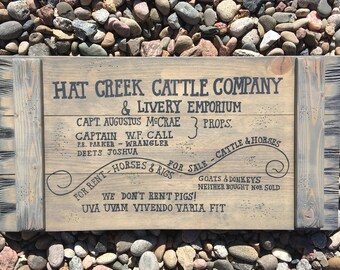 HAT CREEK CATTLE COMPANY
& LIVERY EMPORIUM
CAPT. AUGUSTUS McCRAE
CAPTAIN W.F. CALL
} PROPS.
P.E. PARKER - WRANGLER
DEETS JOSHUA
FOR RENT - HORSES & RIGS
FOR SALE - CATTLE & HORSES
GOATS & DONKEYS
NEITHER BOUGHT NOR SOLD
WE DON'T RENT PIGS!
UVA UVAM VIVENDO VARIA FIT